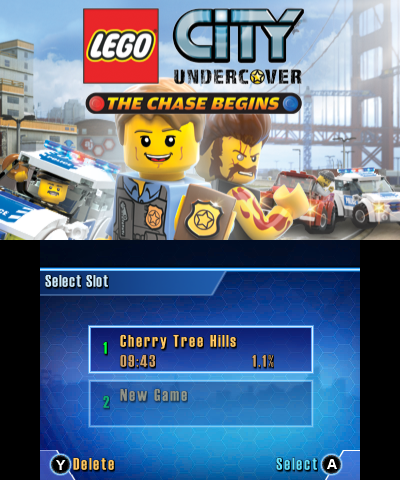 LEGO
CITY
UNDERCOVER
THE CHASE BEGINS
Select Slot
1 Cherry Tree Hills
09:43 1.1%
2 New Game
Y Delete
Select A